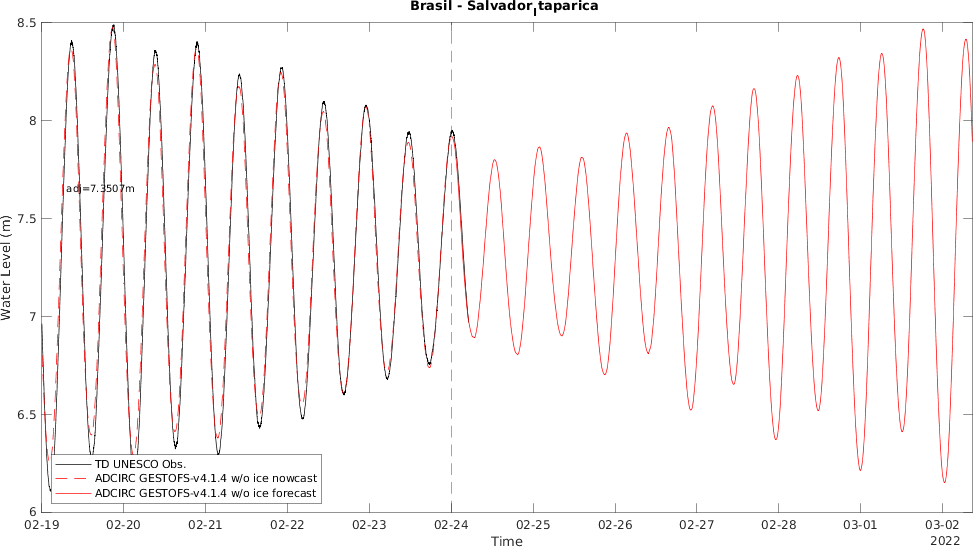 Brasil - Salvador,Itaparica
8.5
8
7.5
7
6.5
6
Water Level (m)
adj=7.3507m
TD UNESCO Obs.
ADCIRC GESTOFS-v4.1.4 w/o ice nowcast
ADCIRC GESTOFS-v4.1.4 w/o ice forecast
02-19 02-20 02-21 02-22 02-23 02-24 02-25 02-26 02-27 02-28 03-01 03-02
Time
2022